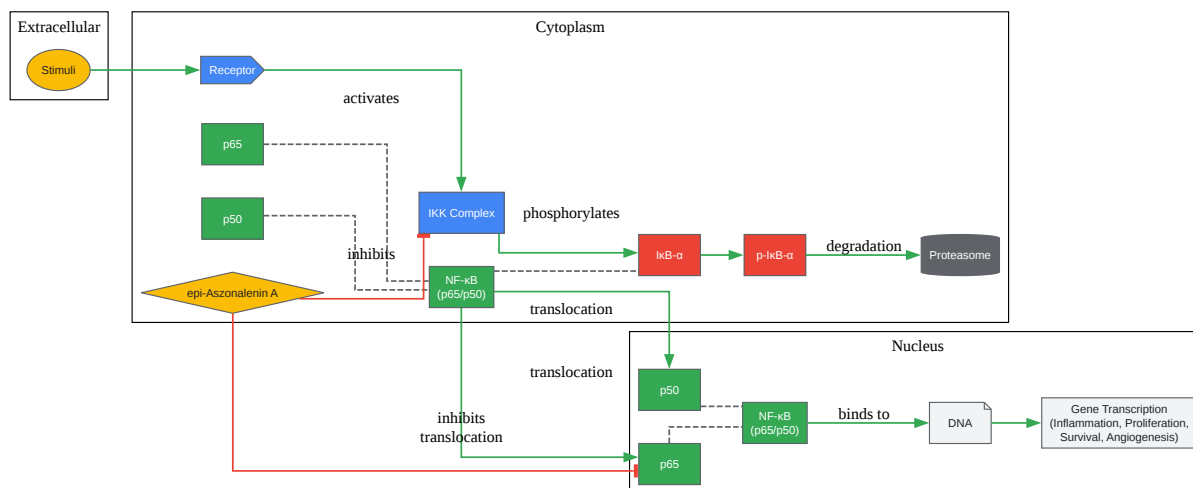 Extracellular
Cytoplasm
Stimuli
Receptor
activates
p65
p50
IKK Complex
phosphorylates
inhibits
IκB-α
p-IκB-α
degradation
Proteasome
epi-Aszonalenin A
NF-κB
(p65/p50)
translocation
Nucleus
translocation
p50
inhibits
translocation
NF-κB
(p65/p50)
binds to
DNA
Gene Transcription
(Inflammation, Proliferation,
Survival, Angiogenesis)
p65